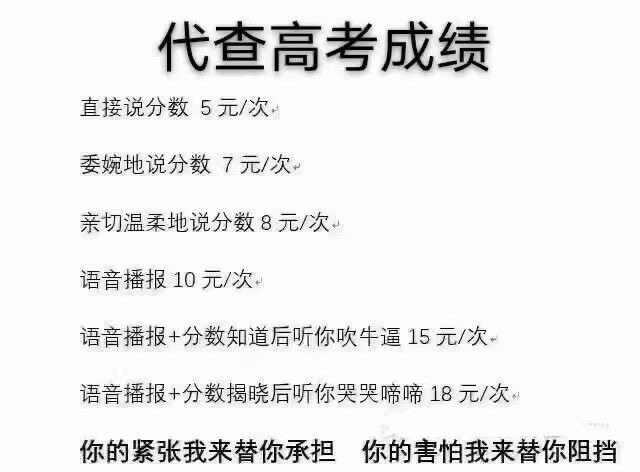 代查高考成绩
直接说分数 5 元/次
委婉地说分数 7 元/次
亲切温柔地说分数 8 元/次
语音播报 10 元/次
语音播报+分数知道后听你吹牛逼 15 元/次
语音播报+分数揭晓后听你哭哭啼啼 18 元/次
你的紧张我来替你承担 你的害怕我来替你阻挡